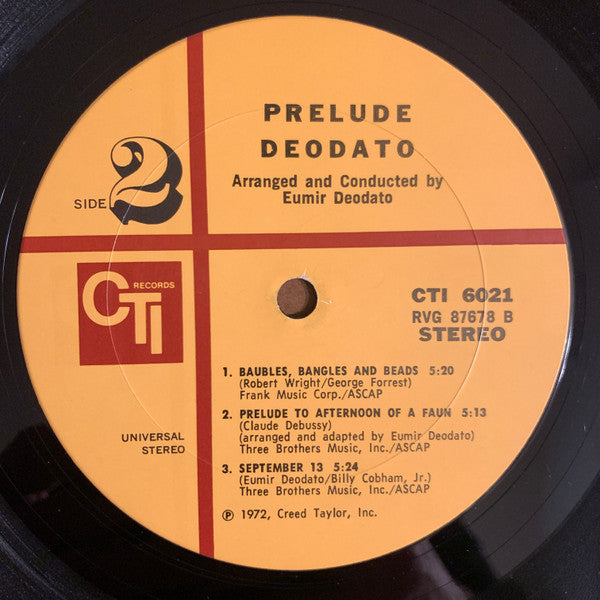 PRELUDE
DEODATO
Arranged and Conducted by
Eumir Deodato
SIDE 2
CTI RECORDS
CTI 6021
RVG 87678 B
STEREO
1. BAUBLES, BANGLES AND BEADS 5:20
(Robert Wright/George Forrest)
Frank Music Corp./ASCAP
2. PRELUDE TO AFTERNOON OF A FAUN 5:13
(Claude Debussy)
(arranged and adapted by Eumir Deodato)
Three Brothers Music, Inc./ASCAP
3. SEPTEMBER 13 5:24
(Eumir Deodato/Billy Cobham, Jr.)
Three Brothers Music, Inc./ASCAP
UNIVERSAL
STEREO
℗ 1972, Creed Taylor, Inc.